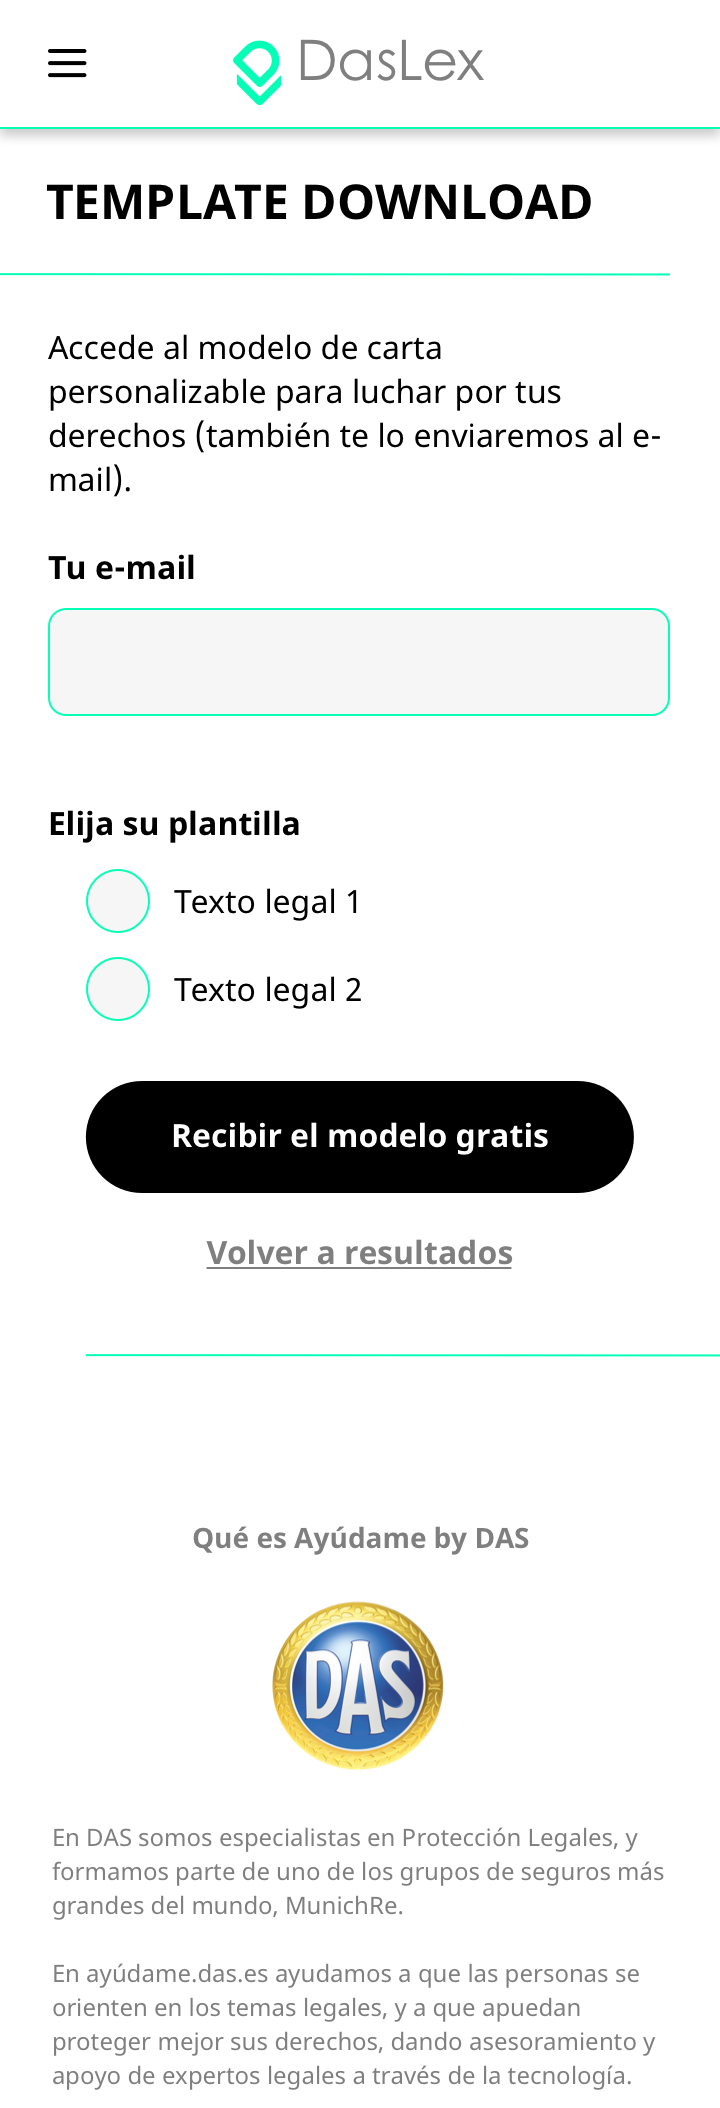 DasLex
TEMPLATE DOWNLOAD
Accede al modelo de carta
personalizable para luchar por tus
derechos (también te lo enviaremos al e-
mail).
Tu e-mail
Elija su plantilla
Texto legal 1
Texto legal 2
Recibir el modelo gratis
Volver a resultados
Qué es Ayúdame by DAS
DAS
En DAS somos especialistas en Protección Legales, y
formamos parte de uno de los grupos de seguros más
grandes del mundo, MunichRe.
En ayúdame.das.es ayudamos a que las personas se
orienten en los temas legales, y a que apuedan
proteger mejor sus derechos, dando asesoramiento y
apoyo de expertos legales a través de la tecnología.